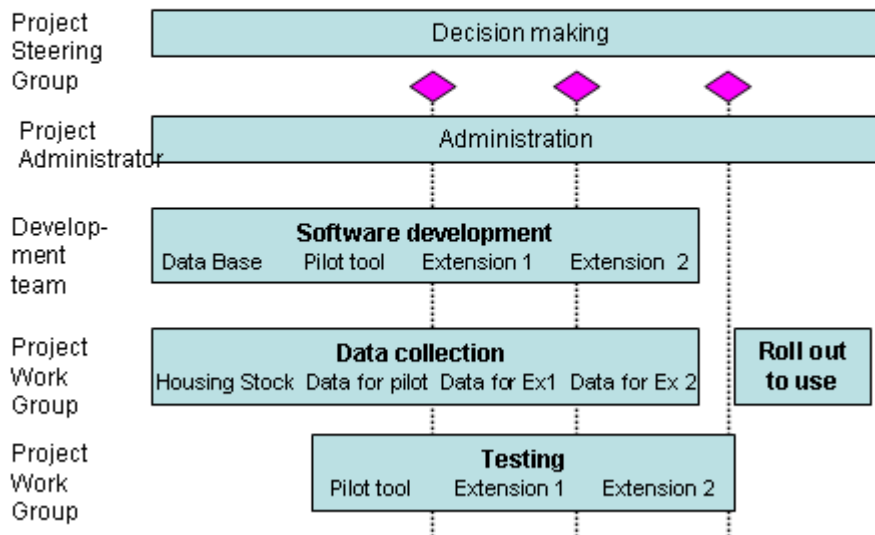 Project
Steering
Group
Decision making
Project
Administrator
Administration
Develop-
ment
team
Software development
Data Base Pilot tool Extension 1 Extension 2
Project
Work
Group
Data collection
Housing Stock Data for pilot Data for Ex1 Data for Ex 2
Roll out
to use
Project
Work
Group
Testing
Pilot tool Extension 1 Extension 2